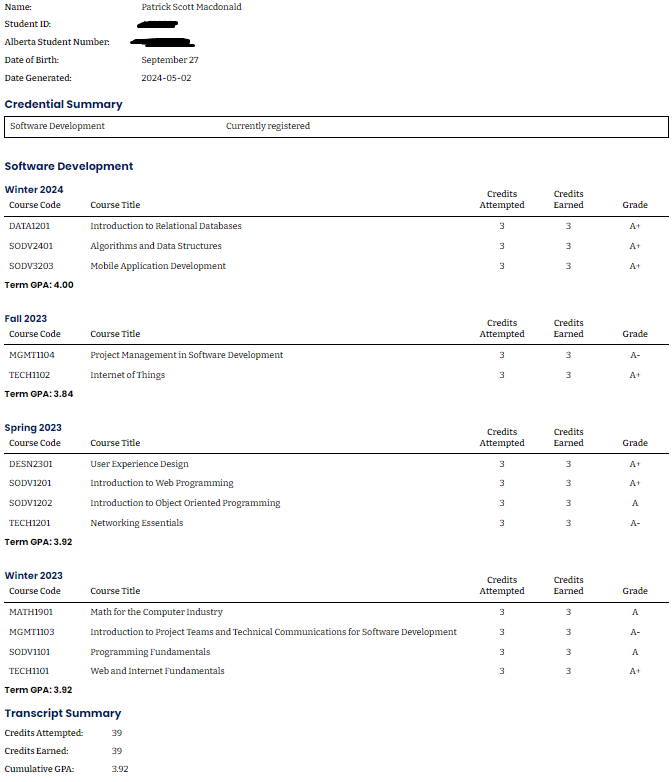 Name: Patrick Scott Macdonald
Student ID:
Alberta Student Number:
Date of Birth: September 27
Date Generated: 2024-05-02
Credential Summary
Software Development Currently registered
Software Development
Winter 2024
Course Code Course Title Credits Attempted Credits Earned Grade
DATA1201 Introduction to Relational Databases 3 3 A+
SODV2401 Algorithms and Data Structures 3 3 A+
SODV3203 Mobile Application Development 3 3 A+
Term GPA: 4.00
Fall 2023
Course Code Course Title Credits Attempted Credits Earned Grade
MGMT1104 Project Management in Software Development 3 3 A-
TECH1102 Internet of Things 3 3 A+
Term GPA: 3.84
Spring 2023
Course Code Course Title Credits Attempted Credits Earned Grade
DESN2301 User Experience Design 3 3 A+
SODV1201 Introduction to Web Programming 3 3 A+
SODV1202 Introduction to Object Oriented Programming 3 3 A
TECH1201 Networking Essentials 3 3 A-
Term GPA: 3.92
Winter 2023
Course Code Course Title Credits Attempted Credits Earned Grade
MATH1901 Math for the Computer Industry 3 3 A
MGMT1103 Introduction to Project Teams and Technical Communications for Software Development 3 3 A-
SODV1101 Programming Fundamentals 3 3 A
TECH1101 Web and Internet Fundamentals 3 3 A+
Term GPA: 3.92
Transcript Summary
Credits Attempted: 39
Credits Earned: 39
Cumulative GPA: 3.92